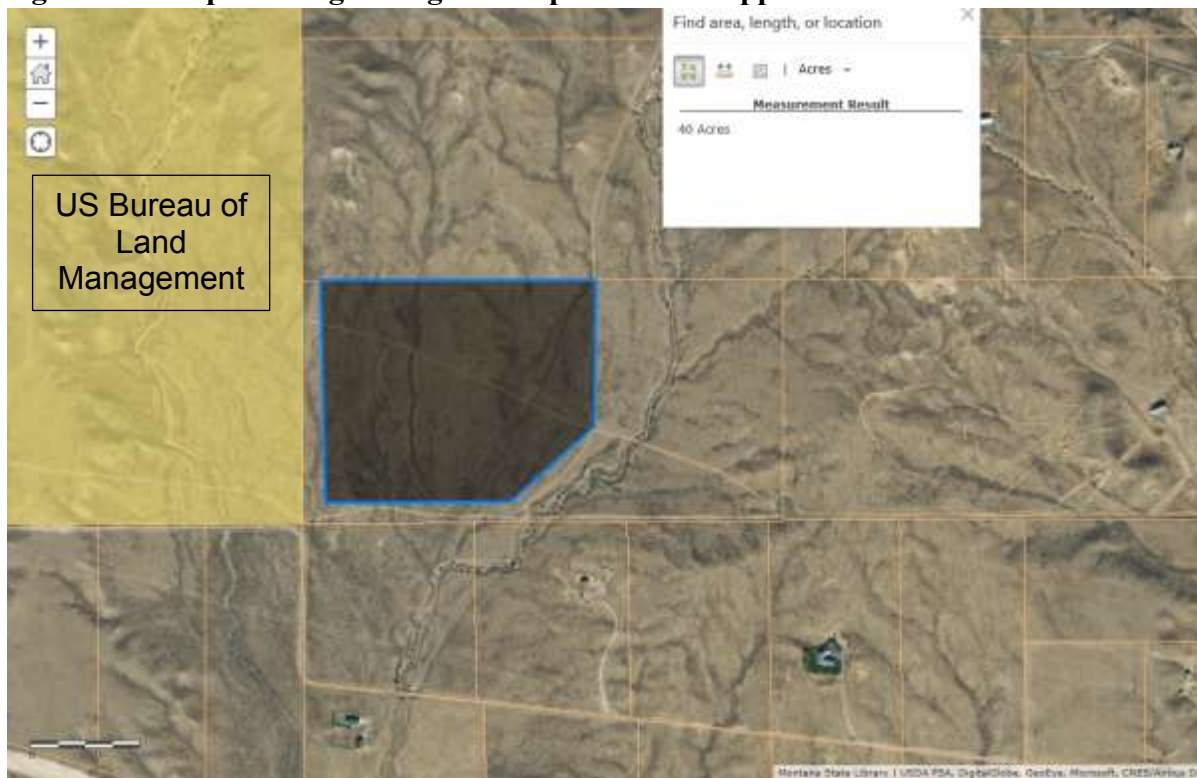 Find area, length, or location
Acres
Measurement Result
40 Acres
US Bureau of
Land
Management
Montana State Library | USDA FSA, DigitalGlobe, GeoEye, Microsoft, CNES/Airbus